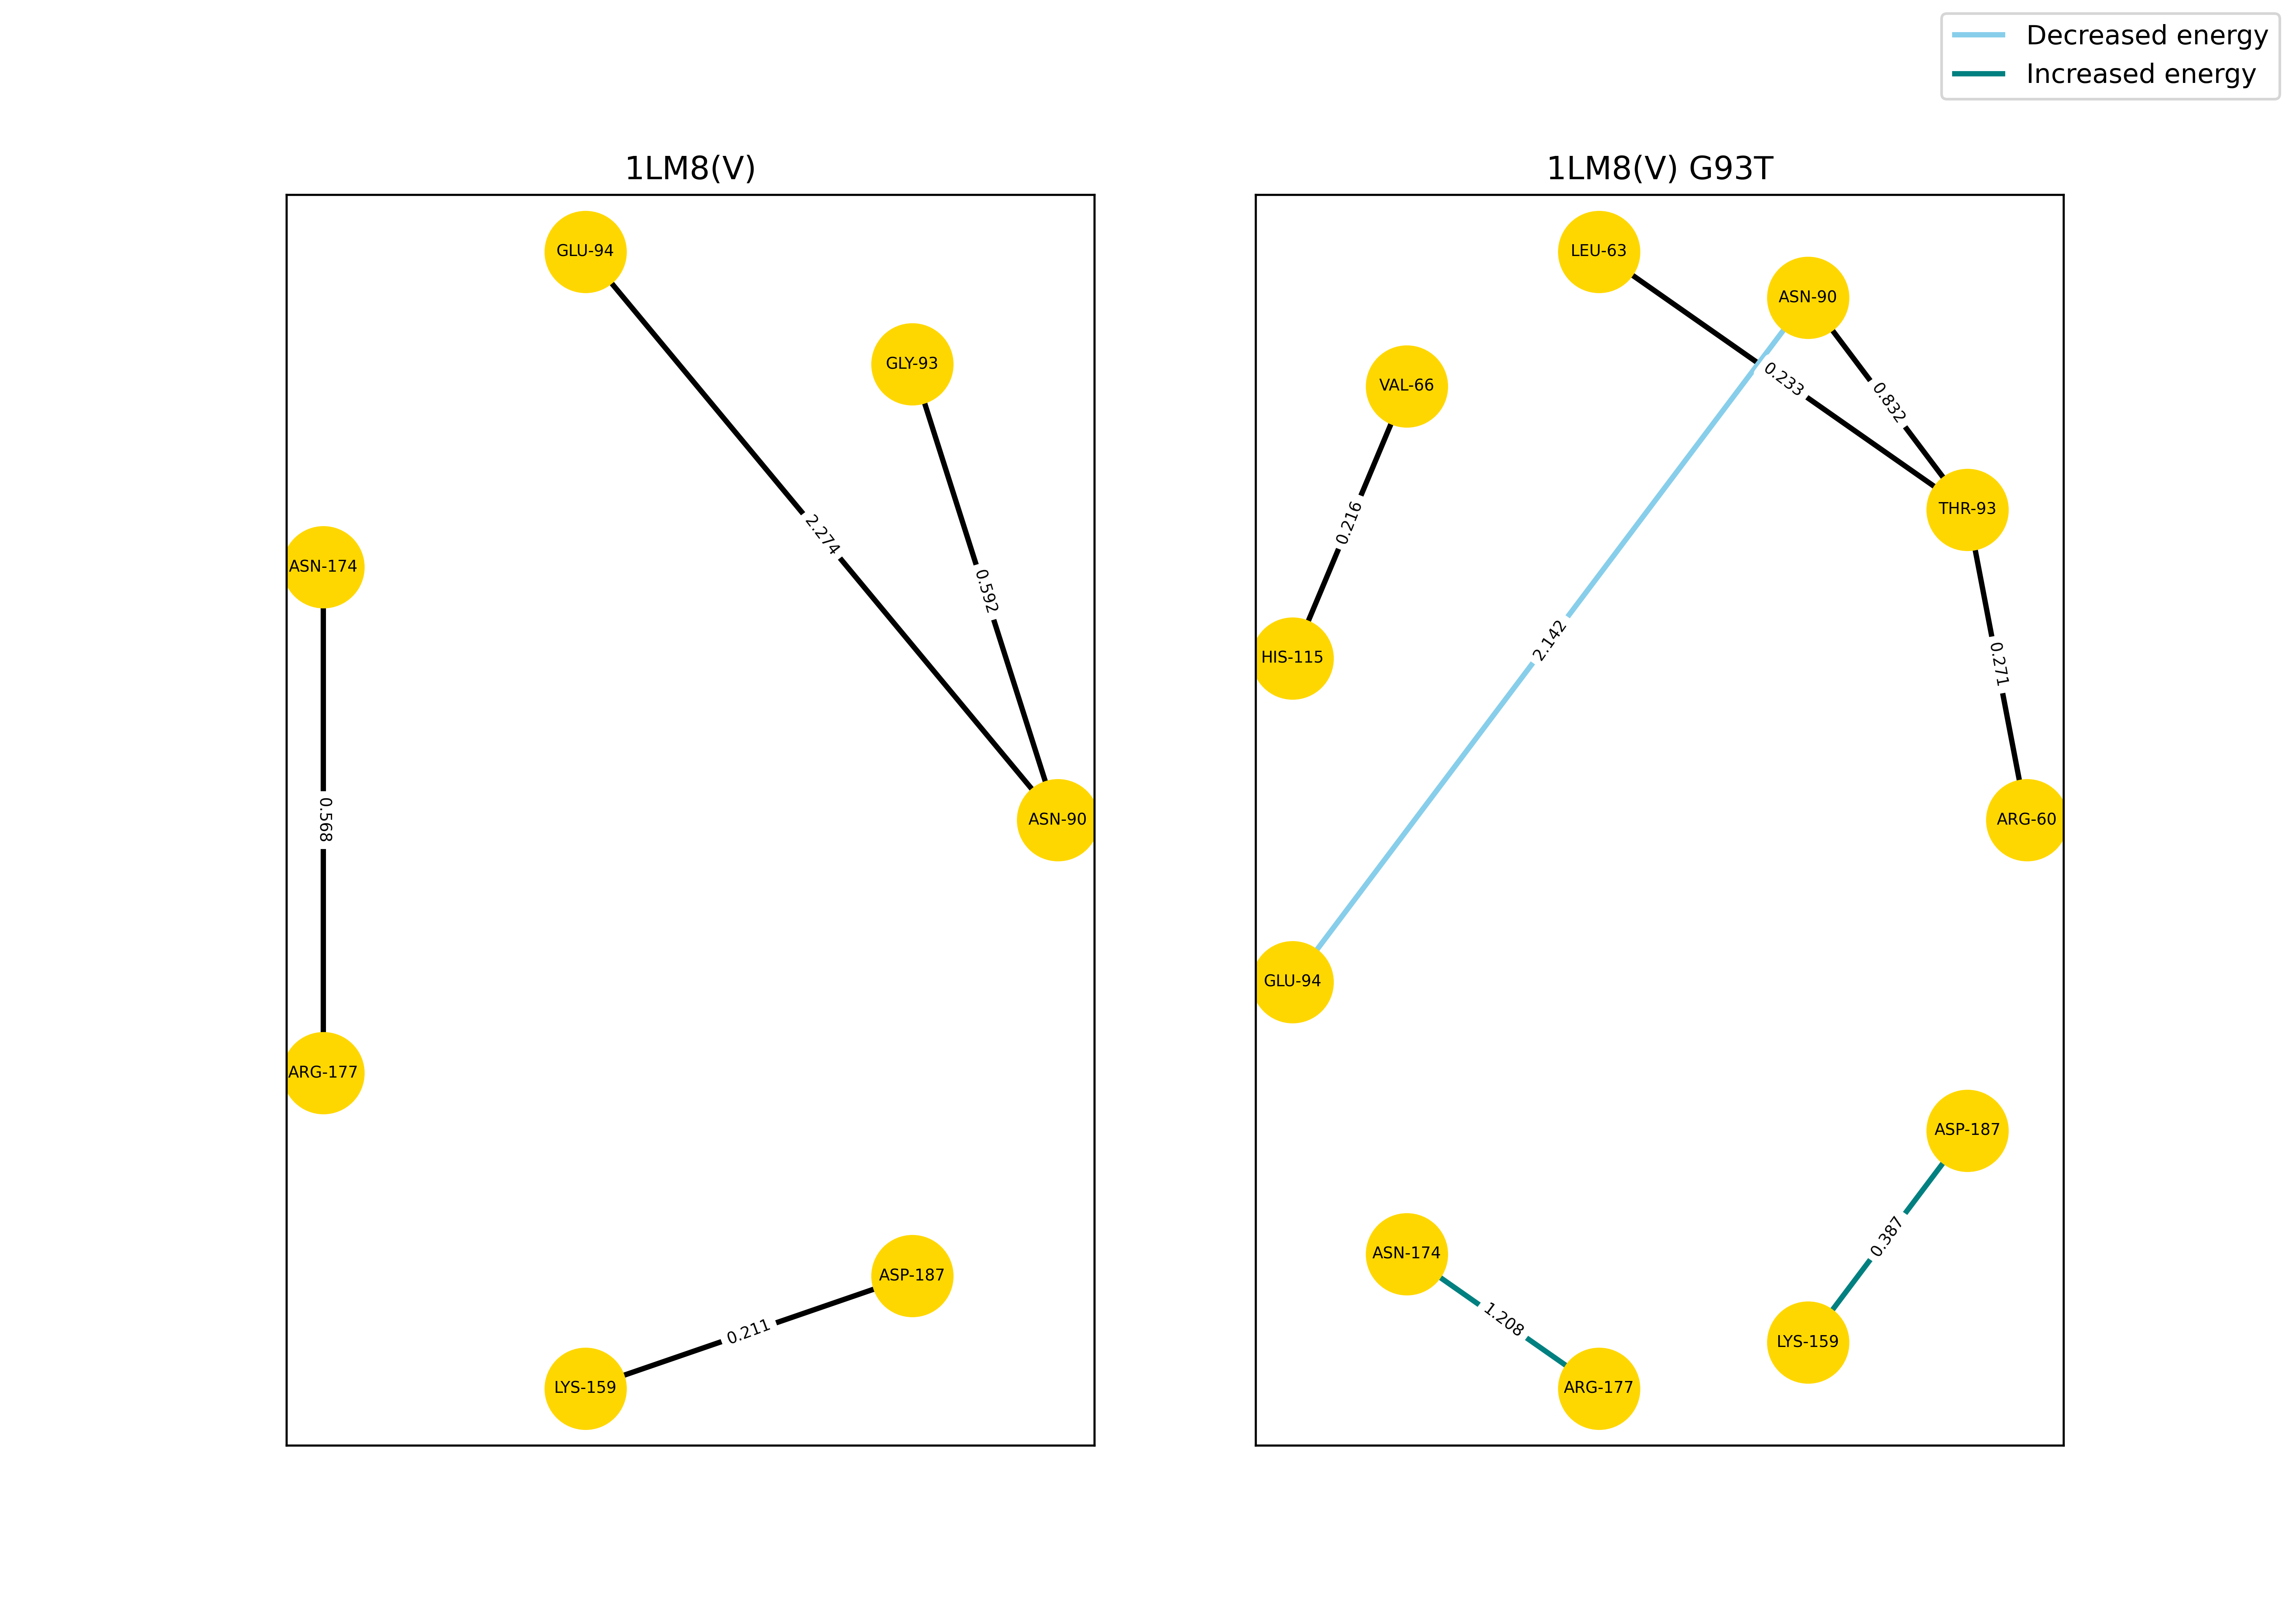 Decreased energy
Increased energy
1LM8(V)
GLU-94
GLY-93
2.274
ASN-174
0.592
0.568
ASN-90
ARG-177
ASP-187
0.211
LYS-159
1LM8(V) G93T
LEU-63
ASN-90
VAL-66
0.233
0.832
THR-93
0.216
2.142
HIS-115
0.271
ARG-60
GLU-94
ASP-187
0.387
ASN-174
1.208
LYS-159
ARG-177